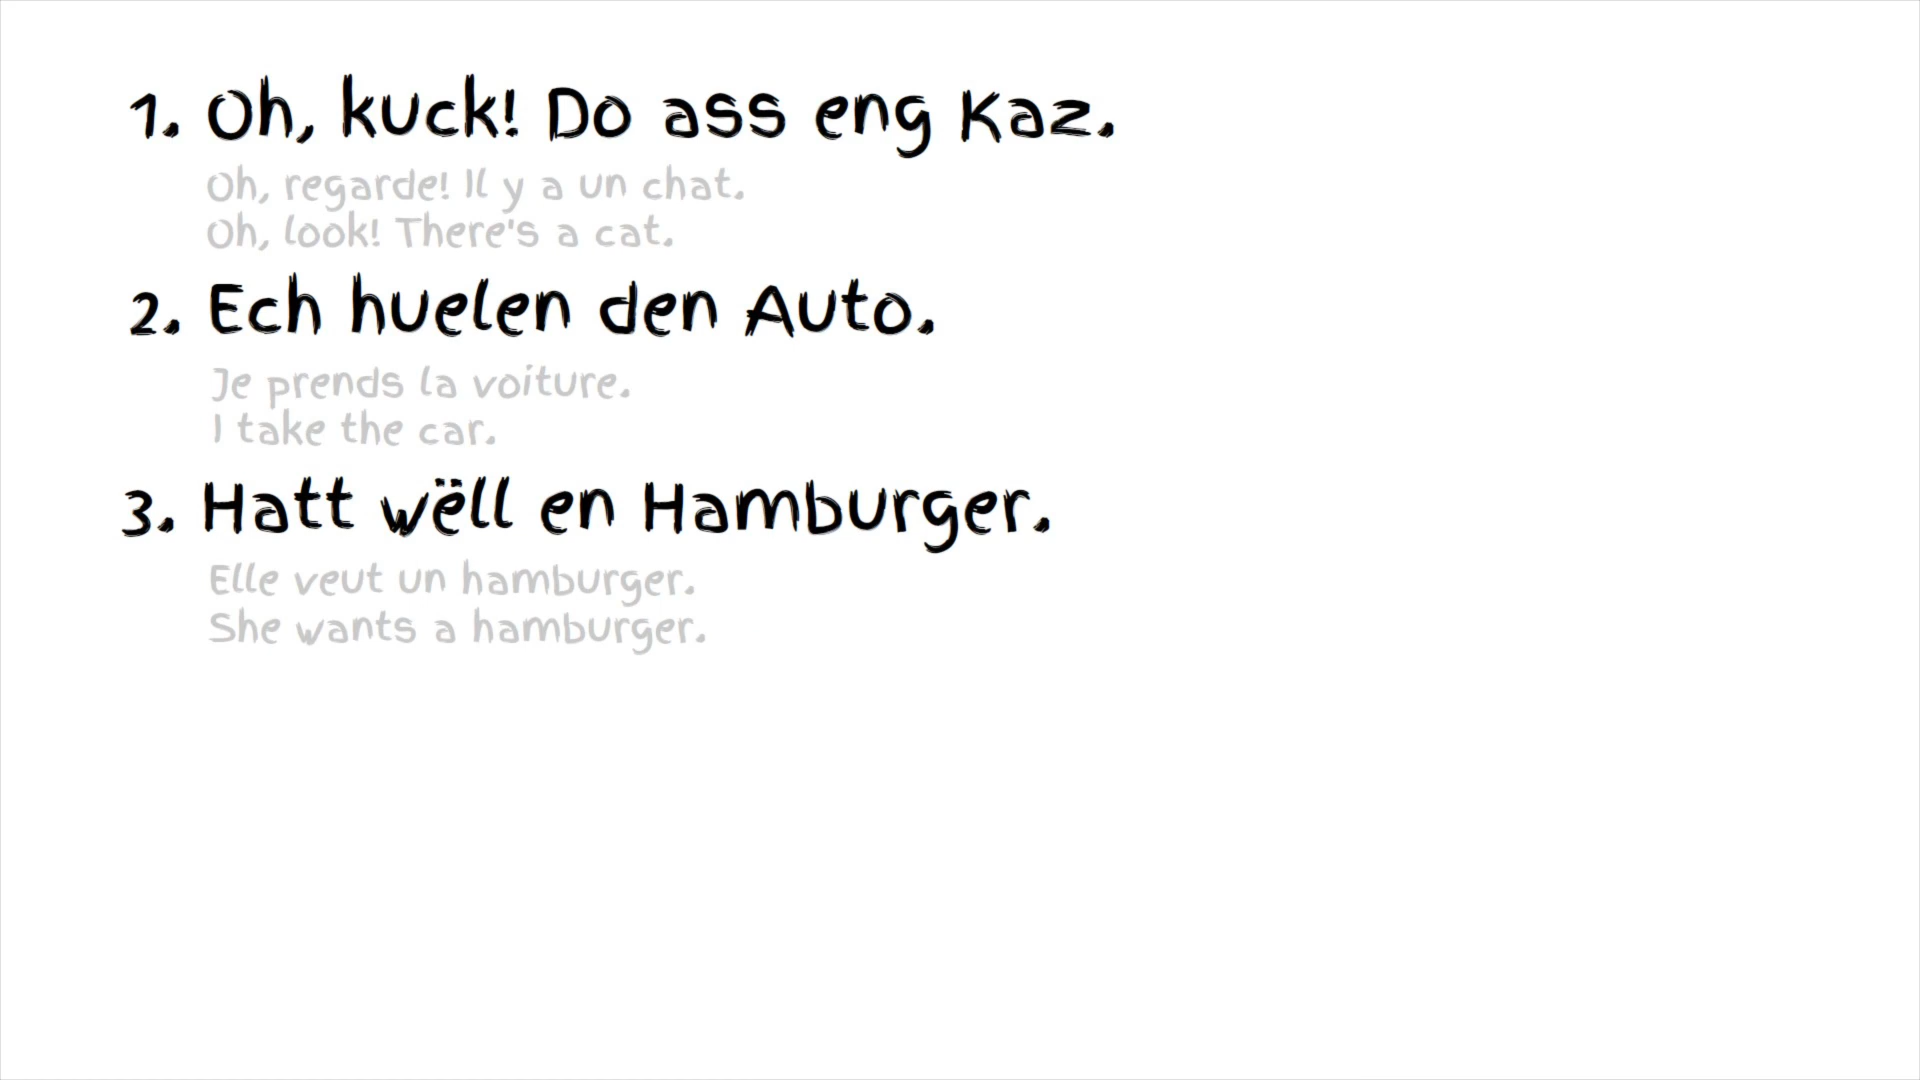 1. Oh, kuck! Do ass eng Kaz.
Oh, regarde! Il y a un chat.
Oh, look! There's a cat.
2. Ech huelen den Auto.
Je prends la voiture.
I take the car.
3. Hatt wëll en Hamburger.
Elle veut un hamburger.
She wants a hamburger.